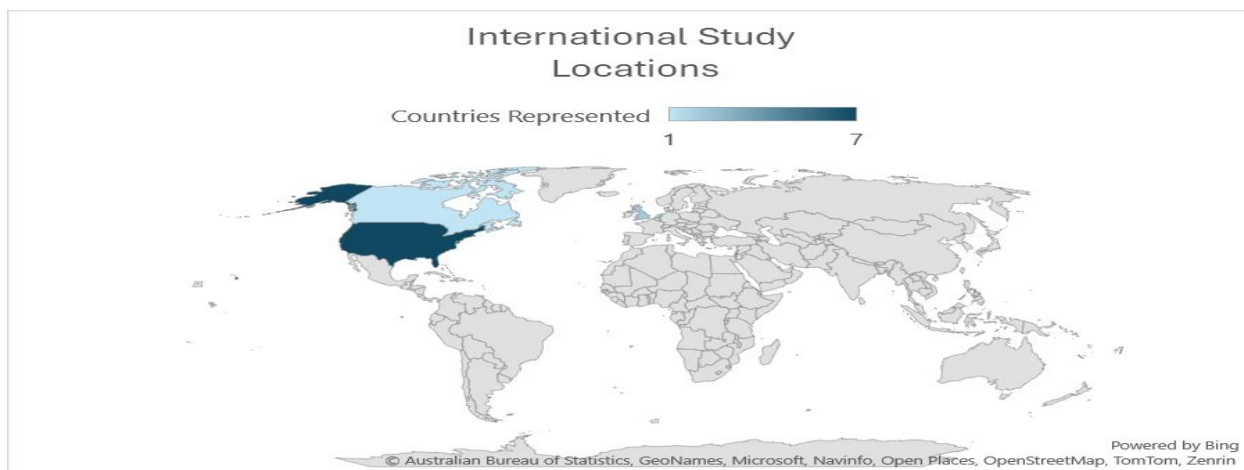 International Study
Locations
Countries Represented
1 7
Powered by Bing
© Australian Bureau of Statistics, GeoNames, Microsoft, Navinfo, Open Places, OpenStreetMap, TomTom, Zenrin